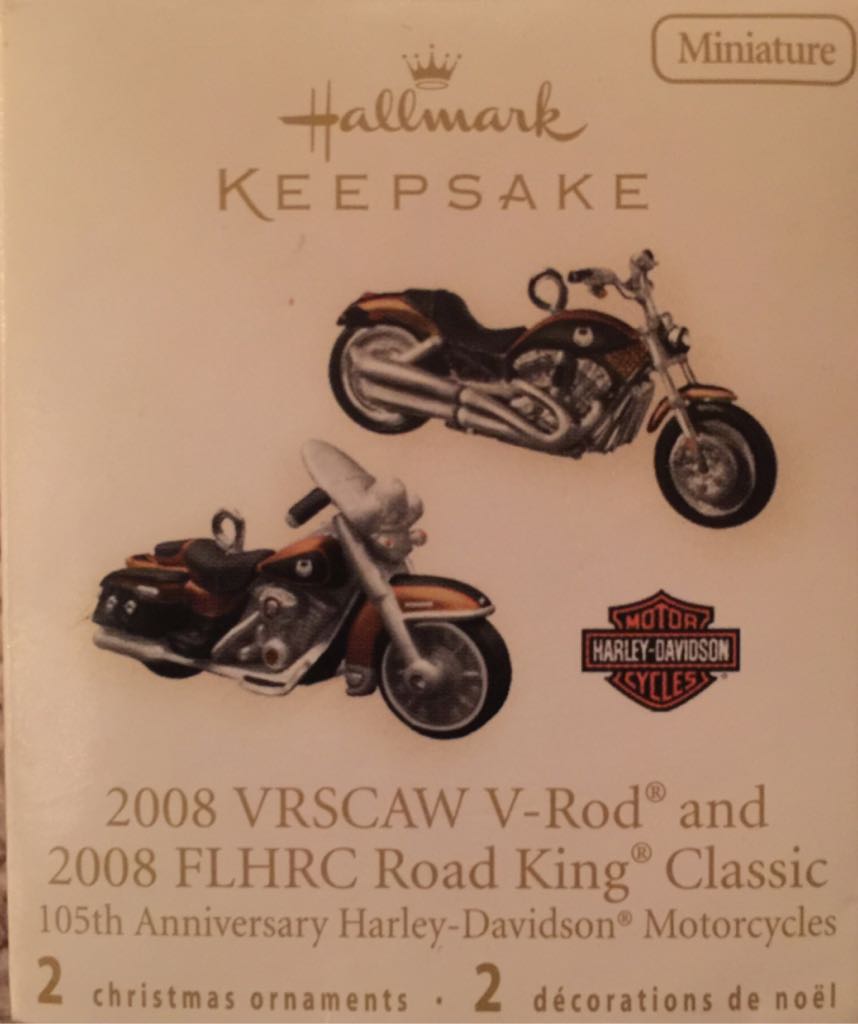 Miniature
Hallmark
KEEPSAKE
MOTOR
HARLEY-DAVIDSON
CYCLES
2008 VRSCAW V-Rod® and
2008 FLHRC Road King® Classic
105th Anniversary Harley-Davidson® Motorcycles
2 christmas ornaments · 2 décorations de noël